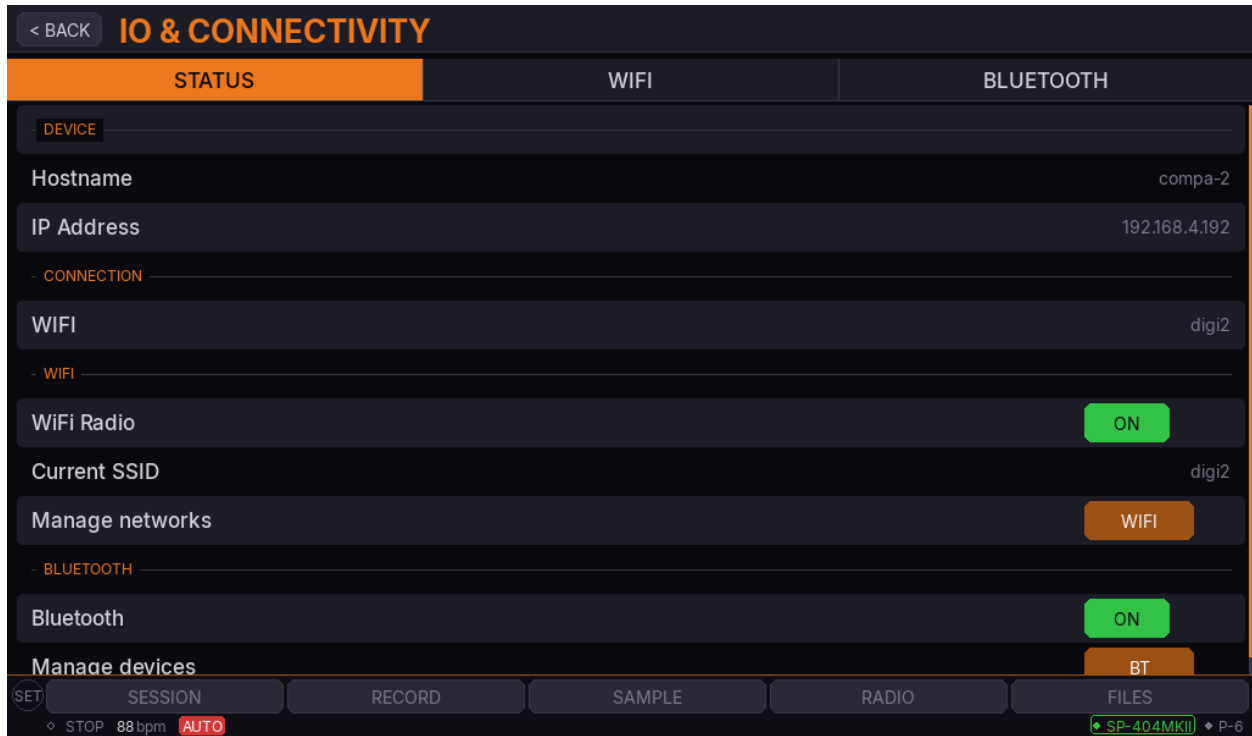 < BACK IO & CONNECTIVITY
STATUS WIFI BLUETOOTH
DEVICE
Hostname compa-2
IP Address 192.168.4.192
CONNECTION
WIFI digi2
WIFI
WiFi Radio ON
Current SSID digi2
Manage networks WIFI
BLUETOOTH
Bluetooth ON
Manage devices BT
SET SESSION RECORD SAMPLE RADIO FILES
STOP 88 bpm AUTO SP-404MKII P-6